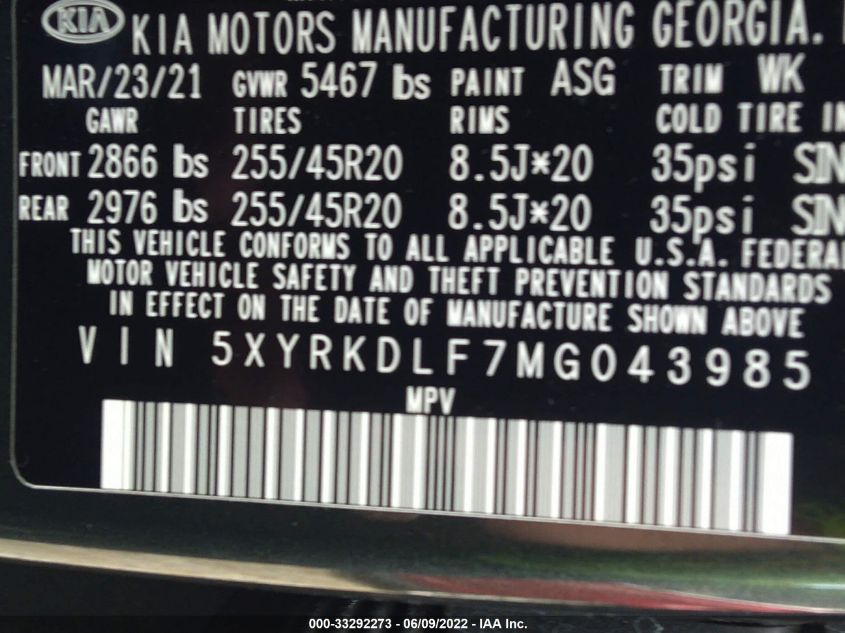 KIA KIA MOTORS MANUFACTURING GEORGIA.
MAR/23/21 GVWR 5467 lbs PAINT ASG TRIM WK
GAWR TIRES RIMS COLD TIRE IN
FRONT 2866 lbs 255/45R20 8.5J*20 35psi SIN
REAR 2976 lbs 255/45R20 8.5J*20 35psi SIN
THIS VEHICLE CONFORMS TO ALL APPLICABLE U.S.A. FEDERAL
MOTOR VEHICLE SAFETY AND THEFT PREVENTION STANDARDS
IN EFFECT ON THE DATE OF MANUFACTURE SHOWN ABOVE
VIN 5XYRKDLF7MG043985
MPV
000-33292273 - 06/09/2022 - IAA Inc.